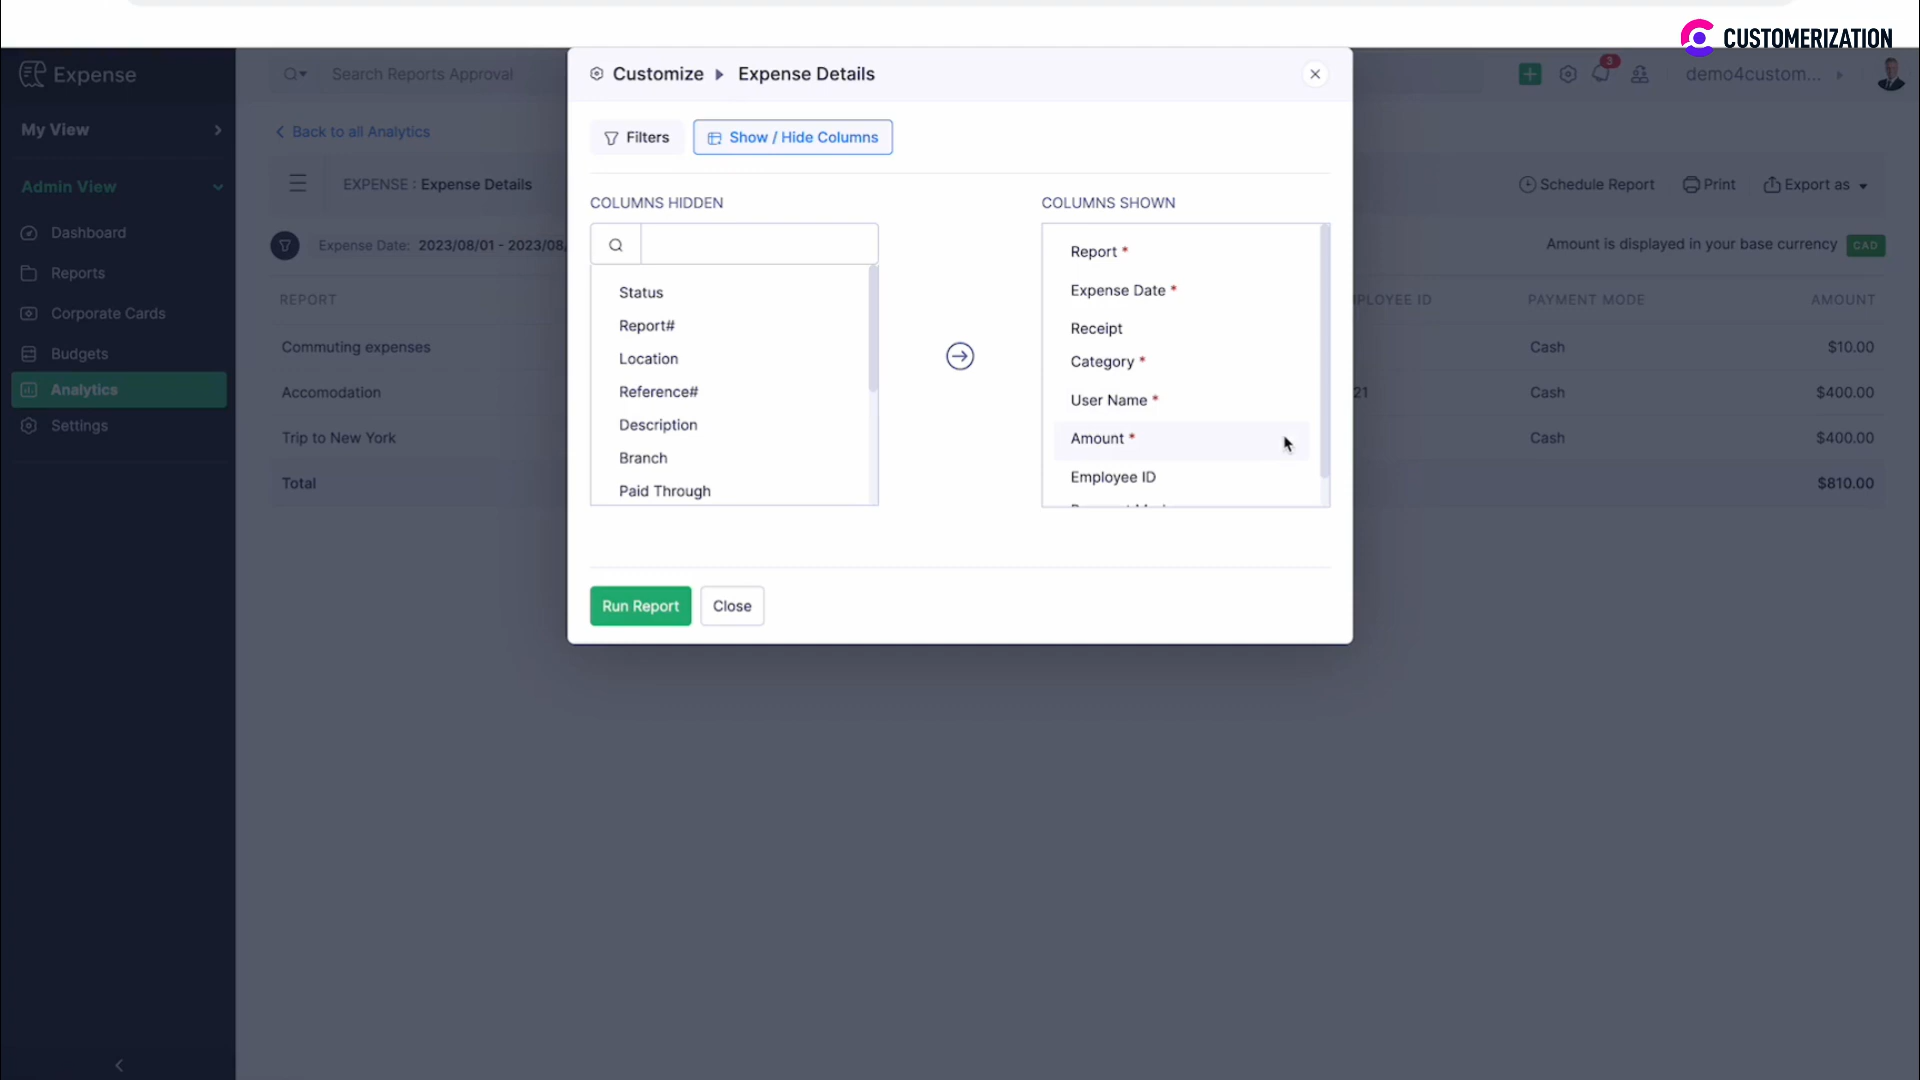 CUSTOMERIZATION
Expense
Search Reports Approval
Customize Expense Details
3
demo4custom...
My View
Back to all Analytics
Filters
Show / Hide Columns
Admin View
EXPENSE : Expense Details
Schedule Report
Print
Export as
COLUMNS HIDDEN
COLUMNS SHOWN
Dashboard
Reports
Corporate Cards
Budgets
Analytics
Settings
Expense Date: 2023/08/01 - 2023/08/
Amount is displayed in your base currency CAD
Status
Report#
Location
Reference#
Description
Branch
Paid Through
Report *
Expense Date *
Receipt
Category *
User Name *
Amount *
Employee ID
REPORT
PLOYEE ID
PAYMENT MODE
AMOUNT
Commuting expenses
Cash
$10.00
Accomodation
21
Cash
$400.00
Trip to New York
Cash
$400.00
Total
$810.00
Run Report
Close